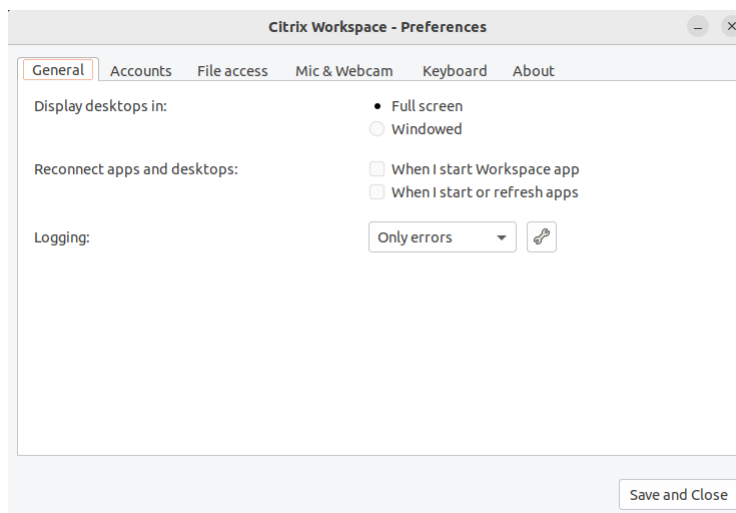 Citrix Workspace - Preferences
General Accounts File access Mic & Webcam Keyboard About
Display desktops in: Full screen
Windowed
Reconnect apps and desktops: When I start Workspace app
When I start or refresh apps
Logging: Only errors
Save and Close